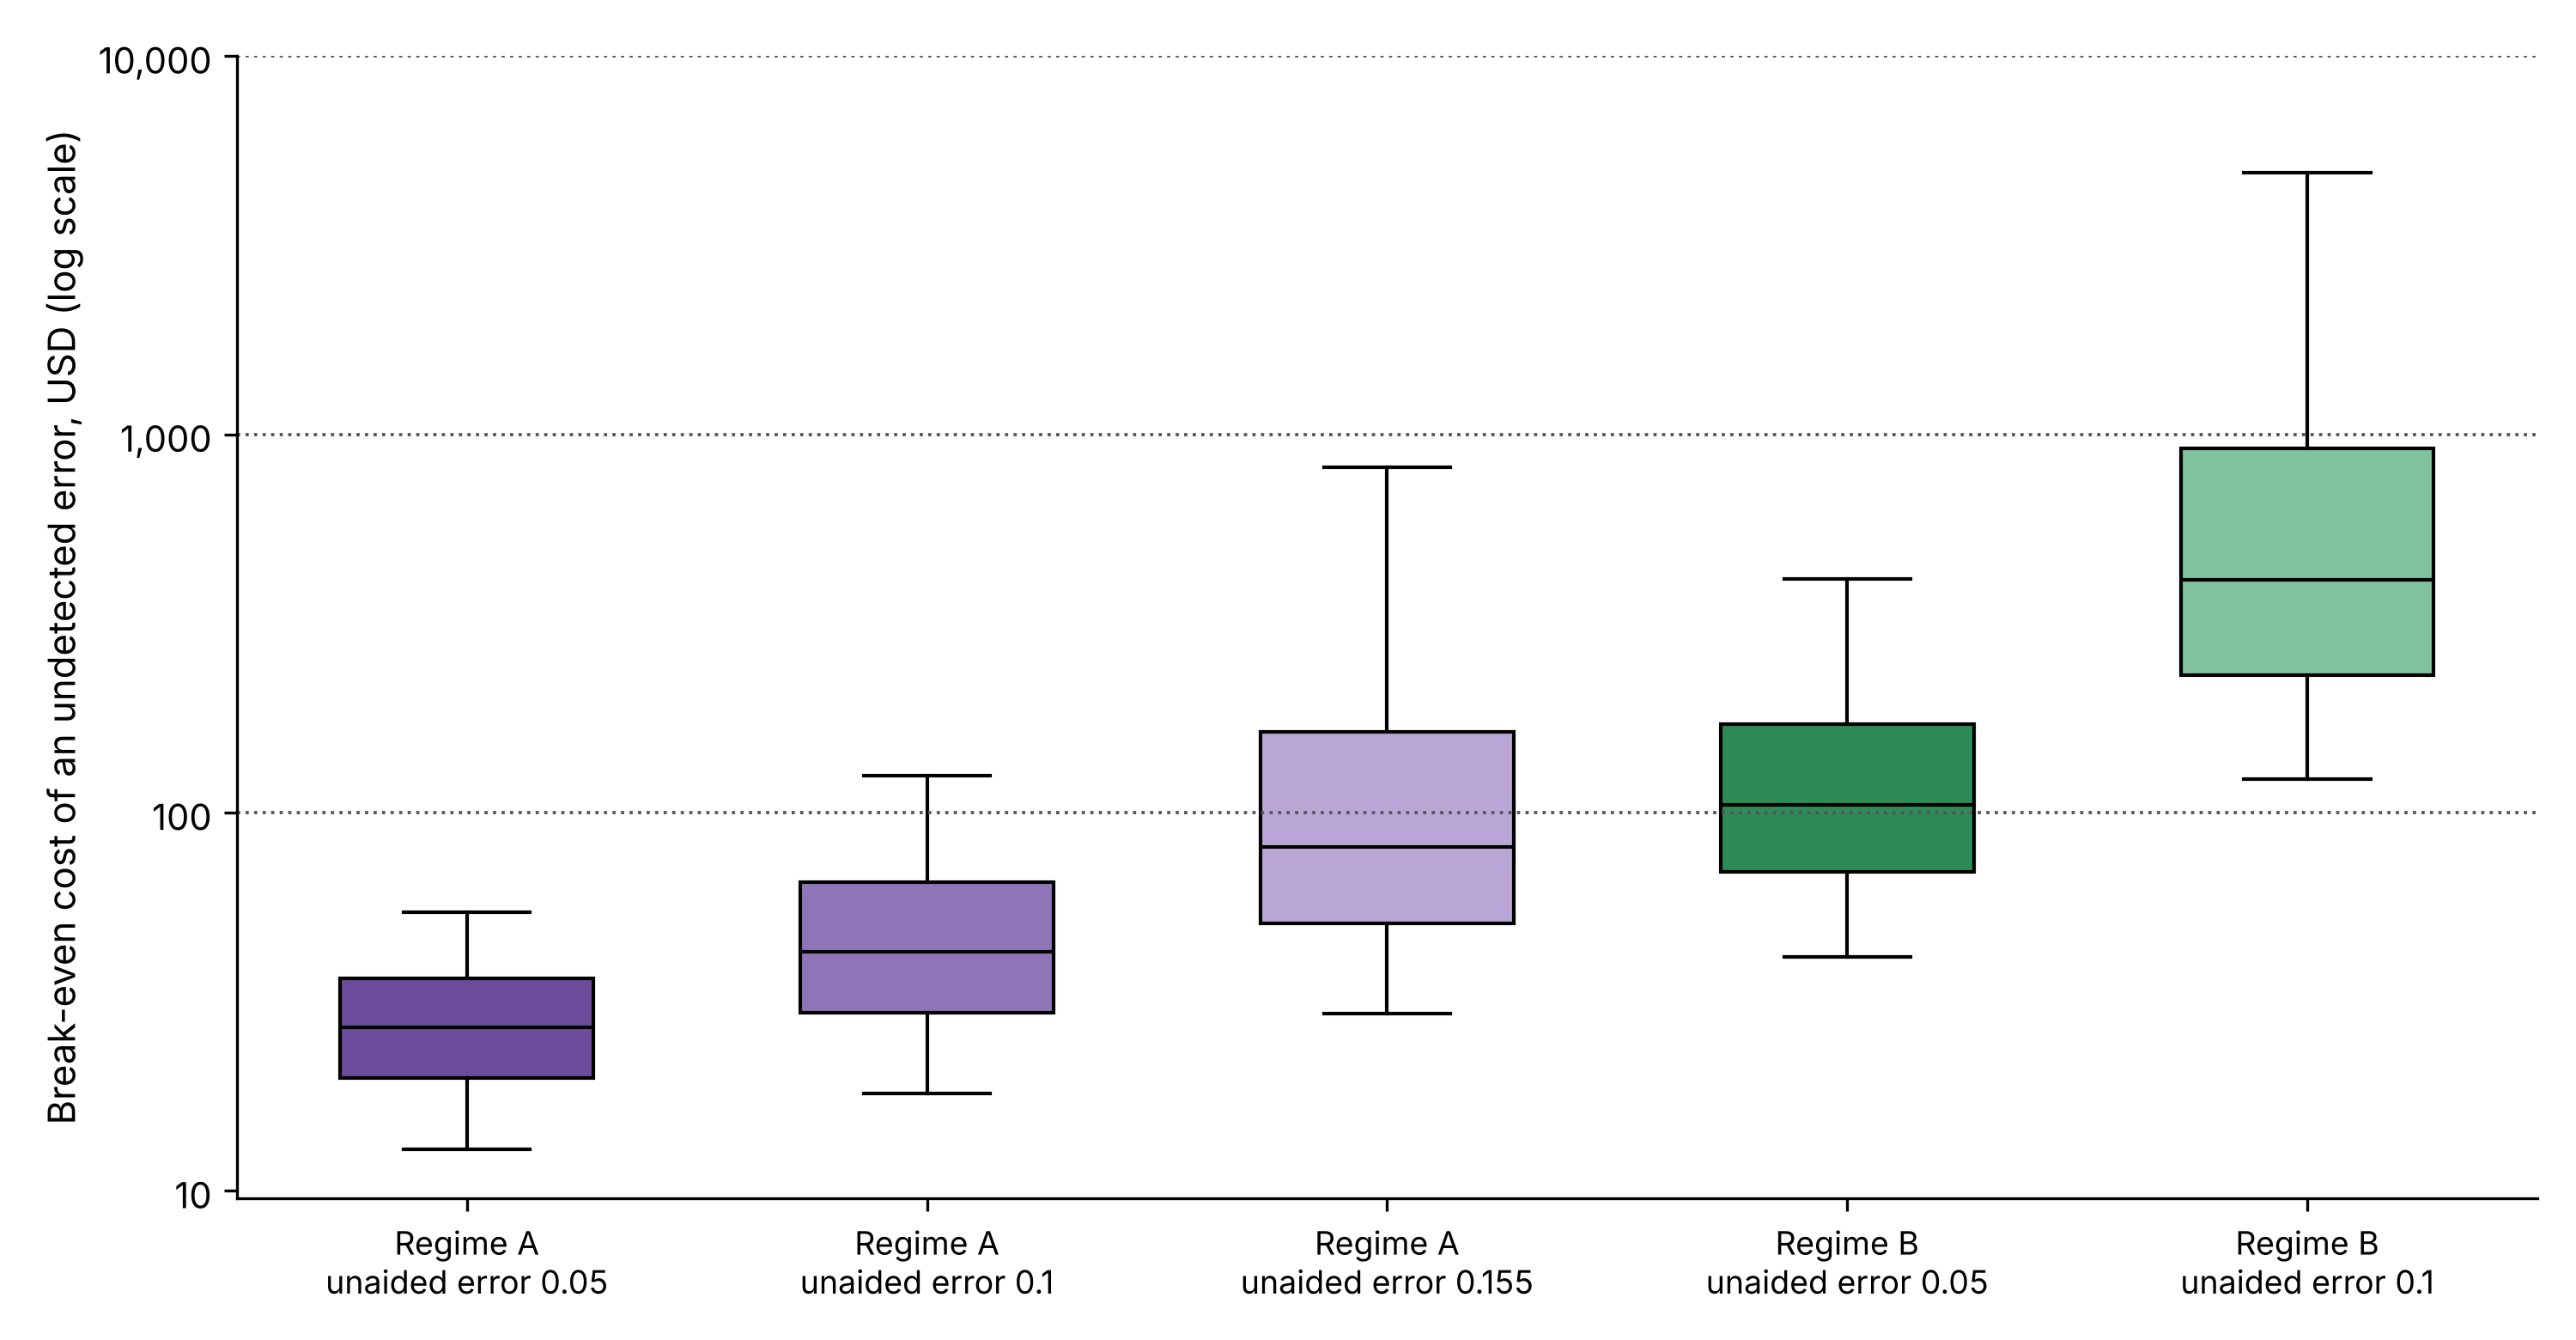 Break-even cost of an undetected error, USD (log scale)
10,000
1,000
100
10
Regime A
unaided error 0.05
Regime A
unaided error 0.1
Regime A
unaided error 0.155
Regime B
unaided error 0.05
Regime B
unaided error 0.1